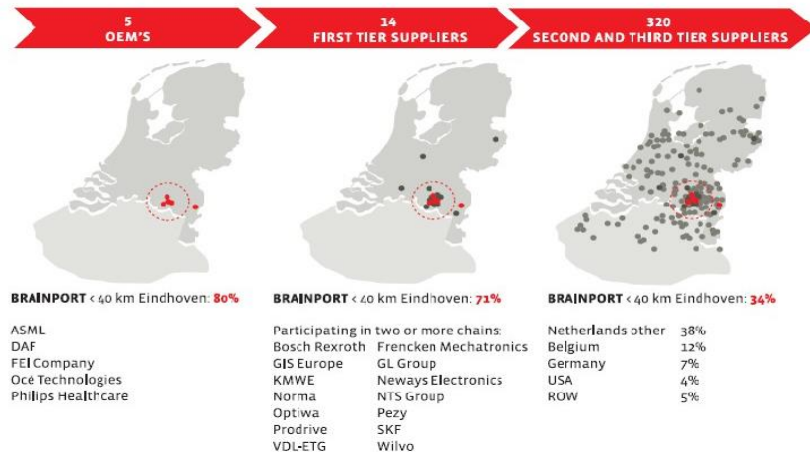 5
OEM'S
14
FIRST TIER SUPPLIERS
320
SECOND AND THIRD TIER SUPPLIERS
BRAINPORT < 40 km Eindhoven: 80%
ASML
DAF
FEI Company
Océ Technologies
Philips Healthcare
BRAINPORT < 40 km Eindhoven: 71%
Participating in two or more chains:
Bosch Rexroth Frencken Mechatronics
GIS Europe GL Group
KMWE Neways Electronics
Norma NTS Group
Optiwa Pezy
Prodrive SKF
VDL-ETG Wilvo
BRAINPORT < 40 km Eindhoven: 34%
Netherlands other 38%
Belgium 12%
Germany 7%
USA 4%
ROW 5%